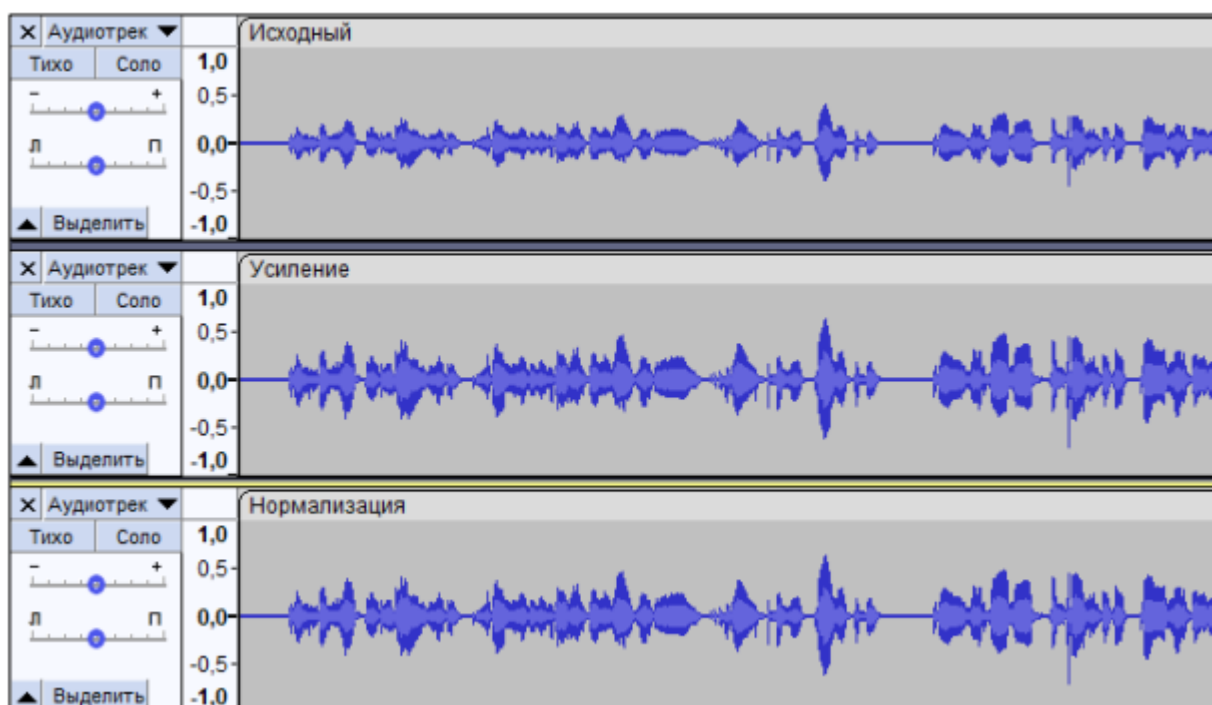 × Аудиотрек ▼ Исходный
Тихо Соло 1,0
- + 0,5
Л П 0,0
-0,5
▲ Выделить -1,0
× Аудиотрек ▼ Усиление
Тихо Соло 1,0
- + 0,5
Л П 0,0
-0,5
▲ Выделить -1,0
× Аудиотрек ▼ Нормализация
Тихо Соло 1,0
- + 0,5
Л П 0,0
-0,5
▲ Выделить -1,0